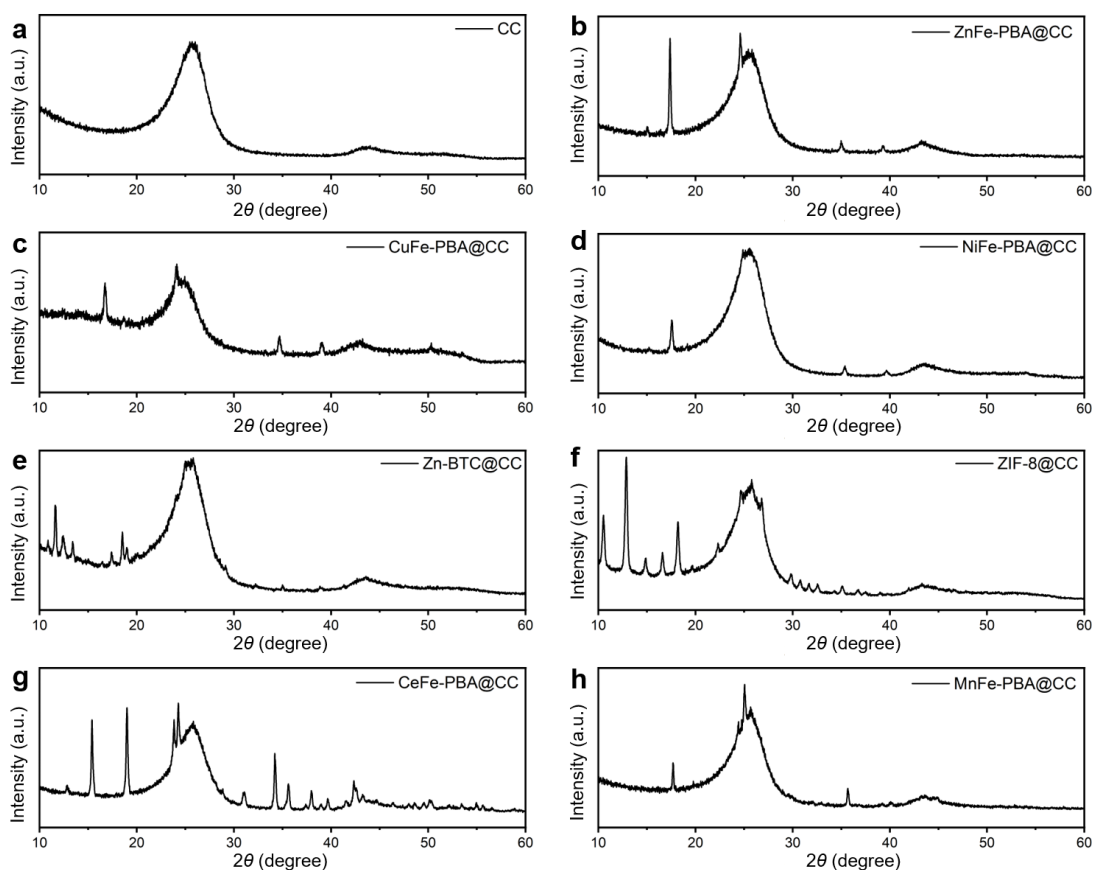 a
CC
Intensity (a.u.)
10 20 30 40 50 60
2θ (degree)
b
ZnFe-PBA@CC
Intensity (a.u.)
10 20 30 40 50 60
2θ (degree)
c
CuFe-PBA@CC
Intensity (a.u.)
10 20 30 40 50 60
2θ (degree)
d
NiFe-PBA@CC
Intensity (a.u.)
10 20 30 40 50 60
2θ (degree)
e
Zn-BTC@CC
Intensity (a.u.)
10 20 30 40 50 60
2θ (degree)
f
ZIF-8@CC
Intensity (a.u.)
10 20 30 40 50 60
2θ (degree)
g
CeFe-PBA@CC
Intensity (a.u.)
10 20 30 40 50 60
2θ (degree)
h
MnFe-PBA@CC
Intensity (a.u.)
10 20 30 40 50 60
2θ (degree)